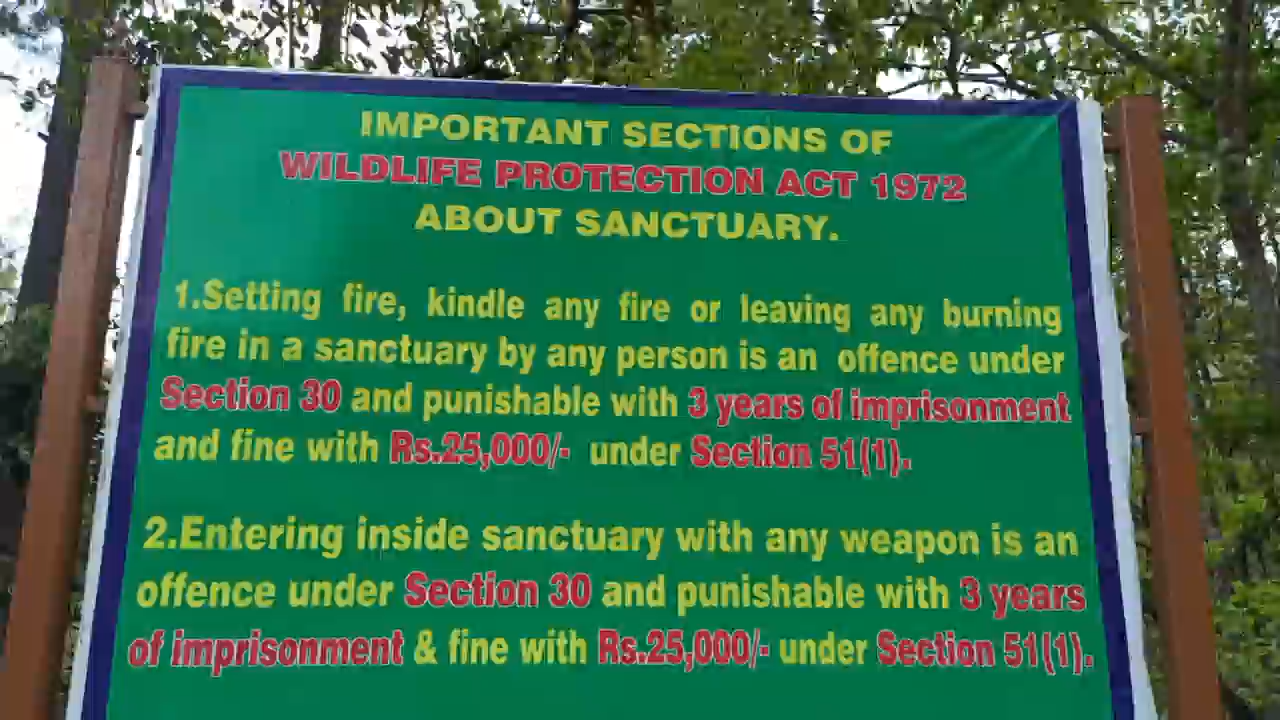 IMPORTANT SECTIONS OF
WILDLIFE PROTECTION ACT 1972
ABOUT SANCTUARY.
1.Setting fire, kindle any fire or leaving any burning
fire in a sanctuary by any person is an offence under
Section 30 and punishable with 3 years of imprisonment
and fine with Rs.25,000/- under Section 51(1).
2.Entering inside sanctuary with any weapon is an
offence under Section 30 and punishable with 3 years
of imprisonment & fine with Rs.25,000/- under Section 51(1).